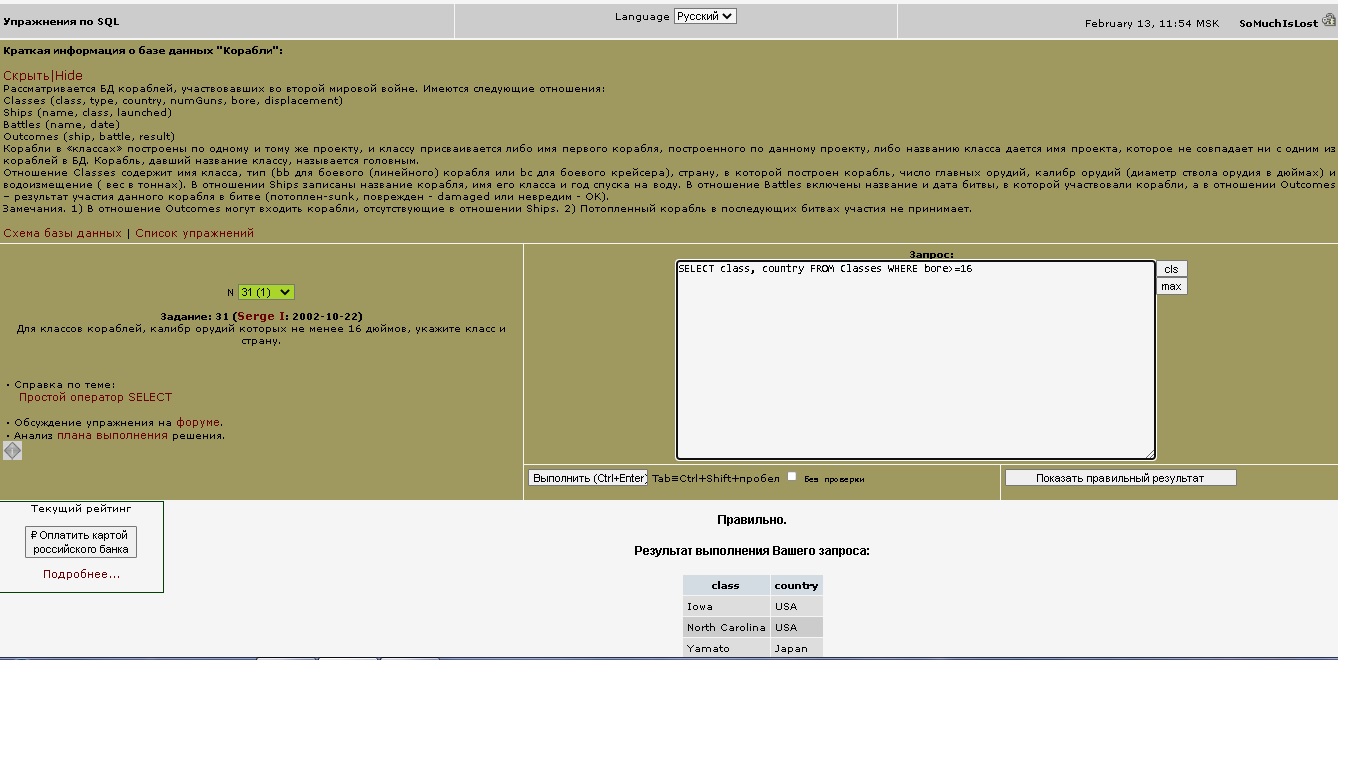 Упражнения по SQL
Language Русский
February 13, 11:54 MSK SoMuchIsLost
Краткая информация о базе данных "Корабли":
Скрыть|Hide
Рассматривается БД кораблей, участвовавших во второй мировой войне. Имеются следующие отношения:
Classes (class, type, country, numGuns, bore, displacement)
Ships (name, class, launched)
Battles (name, date)
Outcomes (ship, battle, result)
Корабли в «классах» построены по одному и тому же проекту, и классу присваивается либо имя первого корабля, построенного по данному проекту, либо названию класса дается имя проекта, которое не совпадает ни с одним из
кораблей в БД. Корабль, давший название классу, называется головным.
Отношение Classes содержит имя класса, тип (bb для боевого (линейного) корабля или bc для боевого крейсера), страну, в которой построен корабль, число главных орудий, калибр орудий (диаметр ствола орудия в дюймах) и
водоизмещение ( вес в тоннах). В отношении Ships записаны название корабля, имя его класса и год спуска на воду. В отношение Battles включены название и дата битвы, в которой участвовали корабли, а в отношении Outcomes
– результат участия данного корабля в битве (потоплен-sunk, поврежден - damaged или невредим - OK).
Замечания. 1) В отношение Outcomes могут входить корабли, отсутствующие в отношении Ships. 2) Потопленный корабль в последующих битвах участия не принимает.
Схема базы данных | Список упражнений
N 31 (1)
Задание: 31 (Serge I: 2002-10-22)
Для классов кораблей, калибр орудий которых не менее 16 дюймов, укажите класс и
страну.
• Справка по теме:
Простой оператор SELECT
• Обсуждение упражнения на форуме.
• Анализ плана выполнения решения.
Запрос:
SELECT class, country FROM Classes WHERE bore>=16
cls
max
Выполнить (Ctrl+Enter) Tab≡Ctrl+Shift+пробел Без проверки
Показать правильный результат
Текущий рейтинг
₽ Оплатить картой
российского банка
Подробнее...
Правильно.
Результат выполнения Вашего запроса:
class country
Iowa USA
North Carolina USA
Yamato Japan